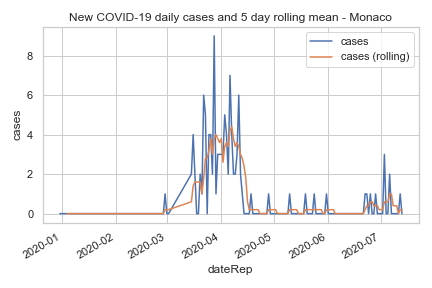 New COVID-19 daily cases and 5 day rolling mean - Monaco
cases
cases (rolling)
8
6
4
2
0
cases
2020-01
2020-02
2020-03
2020-04
2020-05
2020-06
2020-07
dateRep